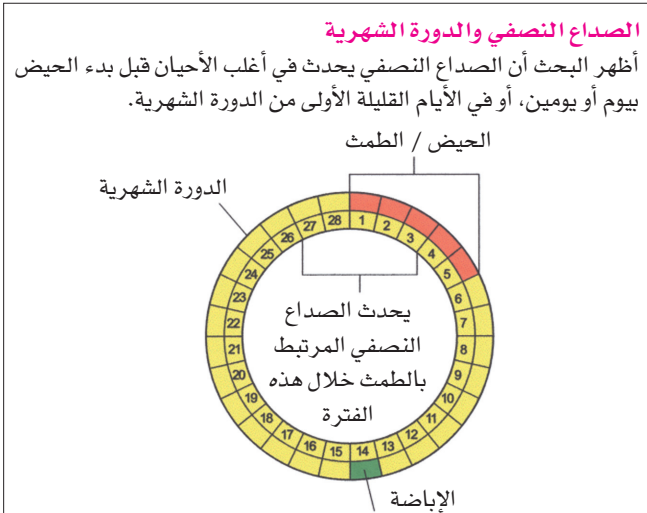 الصداع النصفي والدورة الشهرية
أظهر البحث أن الصداع النصفي يحدث في أغلب الأحيان قبل بدء الحيض
بيوم أو يومين، أو في الأيام القليلة الأولى من الدورة الشهرية.
الحيض / الطمث
الدورة الشهرية
1
2
3
4
5
6
7
8
9
10
11
12
13
14
15
16
17
18
19
20
21
22
23
24
25
26
27
28
يحدث الصداع
النصفي المرتبط
بالطمث خلال هذه
الفترة
الإباضة